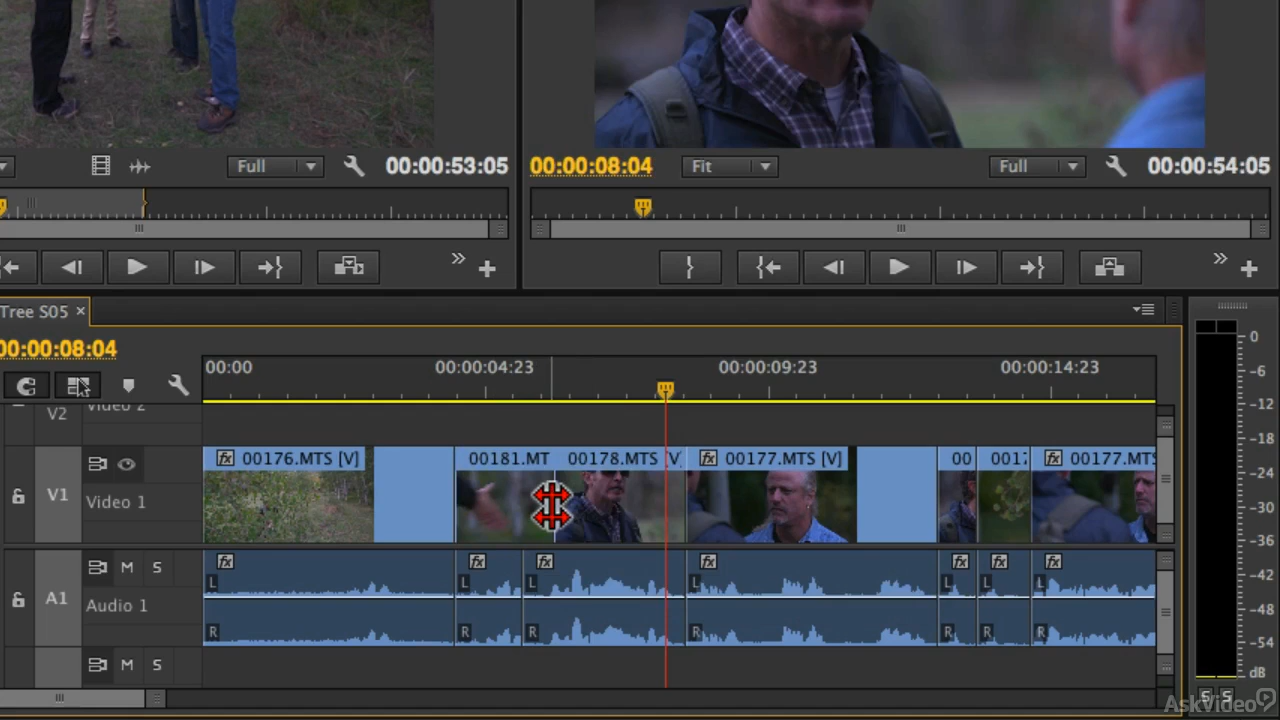 Full 00:00:53:05
00:00:08:04 Fit Full 00:00:54:05
Tree S05 ×
00:00:08:04
00:00 00:00:04:23 00:00:09:23 00:00:14:23
V2 Video 2
00176.MTS [V] 00181.MT 00178.MTS [V] 00177.MTS [V] 00 0017 00177.MTS
V1 Video 1
M S
A1 Audio 1
L L L L L L L
R R R R R R R
M S
0
-6
-12
-18
-24
-30
-36
-42
-48
-54
dB
S S
AskVideo